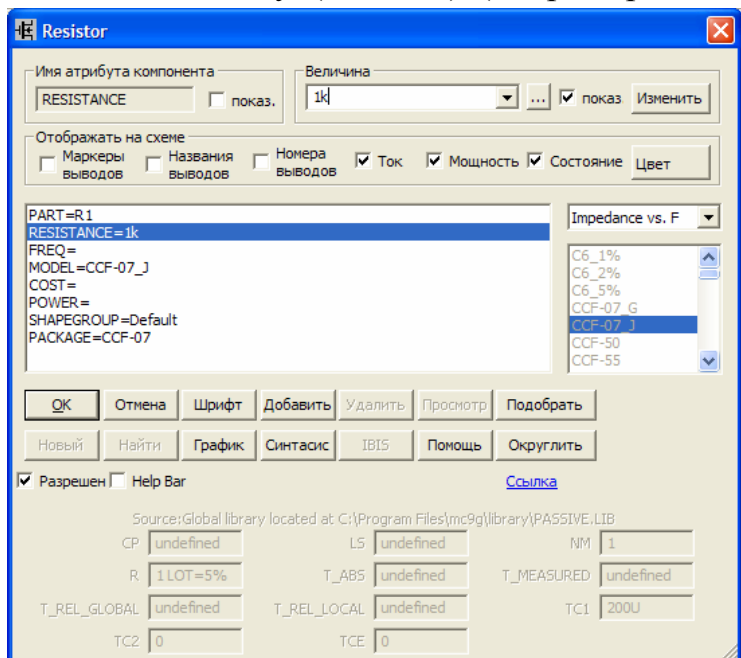 Resistor
Имя атрибута компонента
Величина
RESISTANCE
показ.
1k
...
показ
Изменить
Отображать на схеме
Маркеры выводов
Названия выводов
Номера выводов
Ток
Мощность
Состояние
Цвет
PART=R1
RESISTANCE=1k
FREQ=
MODEL=CCF-07_J
COST=
POWER=
SHAPEGROUP=Default
PACKAGE=CCF-07
Impedance vs. F
C6_1%
C6_2%
C6_5%
CCF-07_G
CCF-07_J
CCF-50
CCF-55
OK Отмена Шрифт Добавить Удалить Просмотр Подобрать
Новый Найти График Синтасис IBIS Помощь Округлить
Разрешен Help Bar Ссылка
Source:Global library located at C:\Program Files\mc9g\library\PASSIVE.LIB
CP undefined LS undefined NM 1
R 1 LOT=5% T_ABS undefined T_MEASURED undefined
T_REL_GLOBAL undefined T_REL_LOCAL undefined TC1 200U
TC2 0 TCE 0